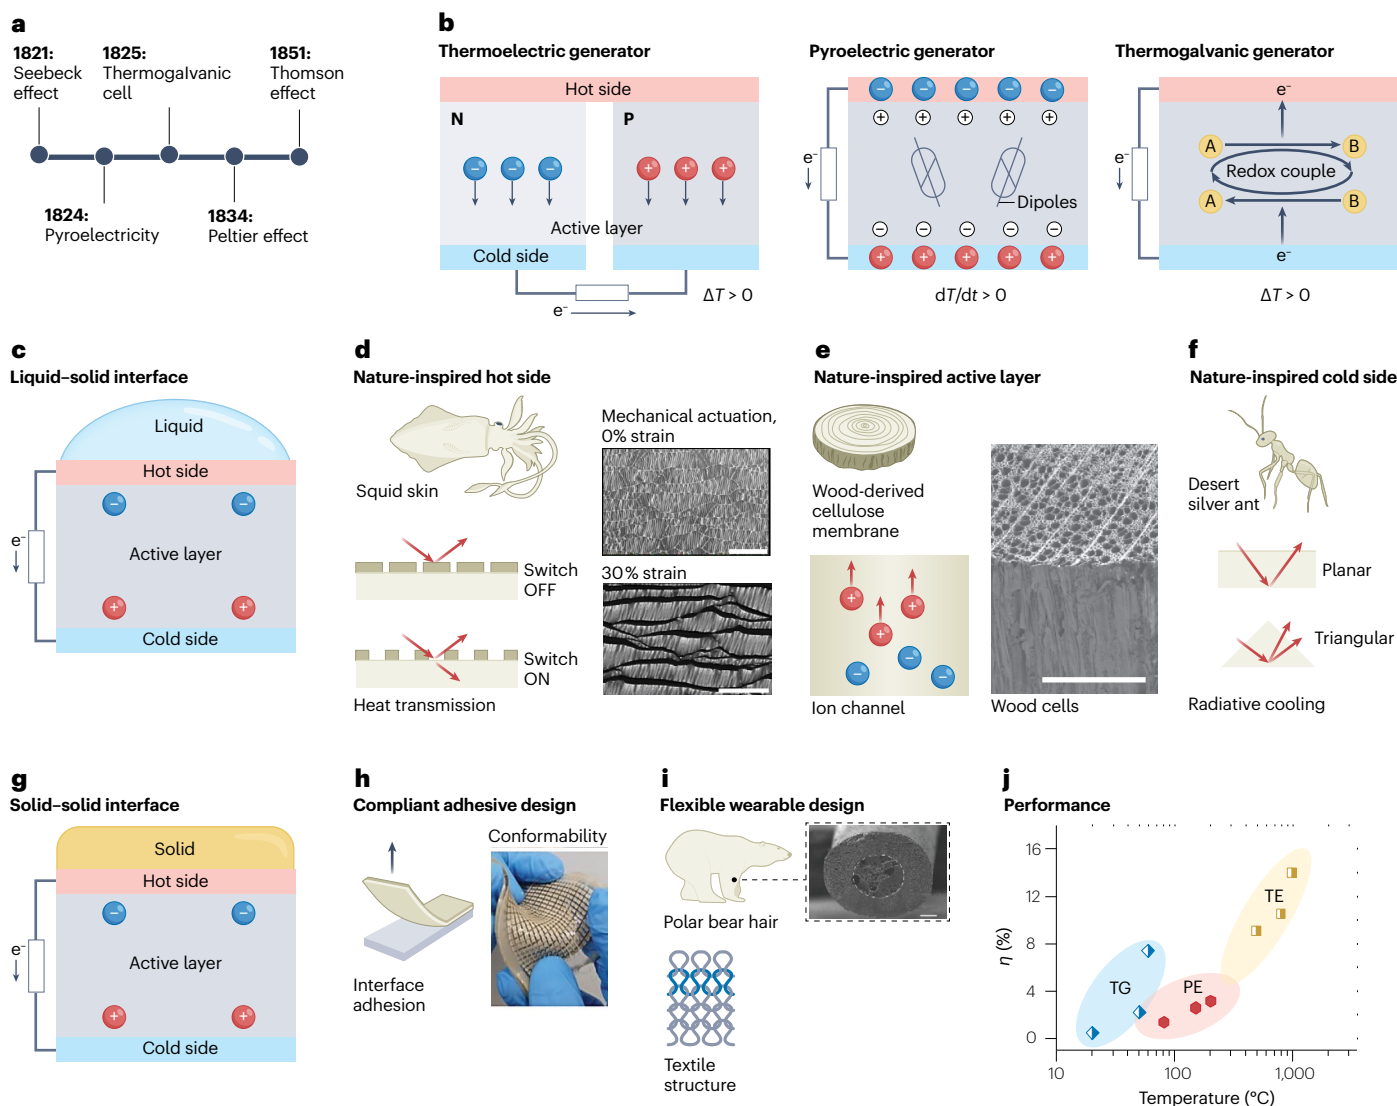 a
1821:
Seebeck
effect
1825:
Thermogalvanic
cell
1851:
Thomson
effect
1824:
Pyroelectricity
1834:
Peltier effect
b
Thermoelectric generator
Hot side
N
P
− − −
+ + +
Active layer
Cold side
e⁻
ΔT > 0
Pyroelectric generator
− − − − −
+ + + + +
e⁻
Dipoles
− − − − −
+ + + + +
dT/dt > 0
Thermogalvanic generator
e⁻
A
B
e⁻
Redox couple
A
B
e⁻
ΔT > 0
c
Liquid–solid interface
Liquid
Hot side
− −
e⁻
Active layer
+ +
Cold side
d
Nature-inspired hot side
Squid skin
Switch
OFF
Switch
ON
Heat transmission
Mechanical actuation,
0% strain
30% strain
e
Nature-inspired active layer
Wood-derived
cellulose
membrane
+ + +
− − −
Ion channel
Wood cells
f
Nature-inspired cold side
Desert
silver ant
Planar
Triangular
Radiative cooling
g
Solid–solid interface
Solid
Hot side
− −
e⁻
Active layer
+ +
Cold side
h
Compliant adhesive design
Conformability
Interface
adhesion
i
Flexible wearable design
Polar bear hair
Textile
structure
j
Performance
16
12
8
4
0
η (%)
TE
TG
PE
10
100
1,000
Temperature (°C)